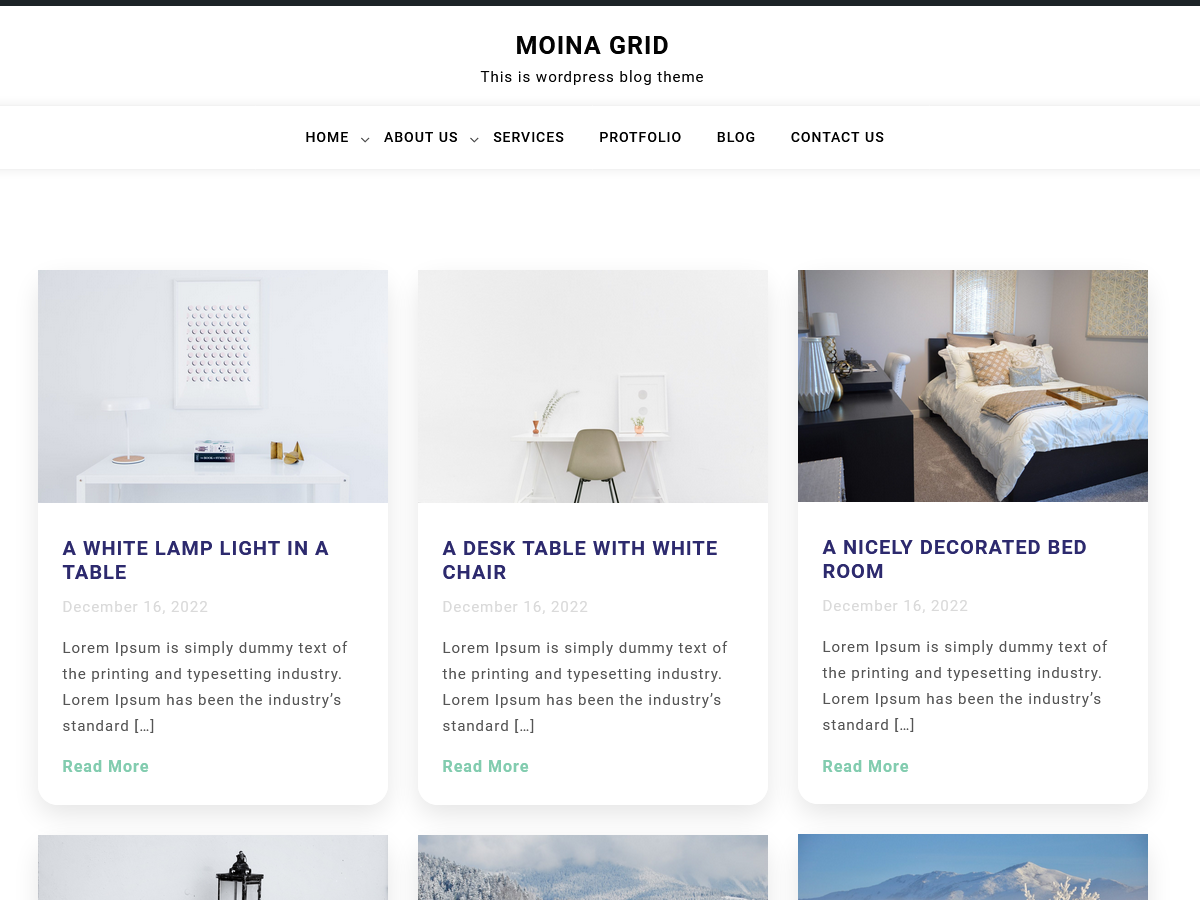 MOINA GRID
This is wordpress blog theme
HOME ABOUT US SERVICES PROTFOLIO BLOG CONTACT US
A WHITE LAMP LIGHT IN A
TABLE
December 16, 2022
Lorem Ipsum is simply dummy text of
the printing and typesetting industry.
Lorem Ipsum has been the industry’s
standard […]
Read More
A DESK TABLE WITH WHITE
CHAIR
December 16, 2022
Lorem Ipsum is simply dummy text of
the printing and typesetting industry.
Lorem Ipsum has been the industry’s
standard […]
Read More
A NICELY DECORATED BED
ROOM
December 16, 2022
Lorem Ipsum is simply dummy text of
the printing and typesetting industry.
Lorem Ipsum has been the industry’s
standard […]
Read More